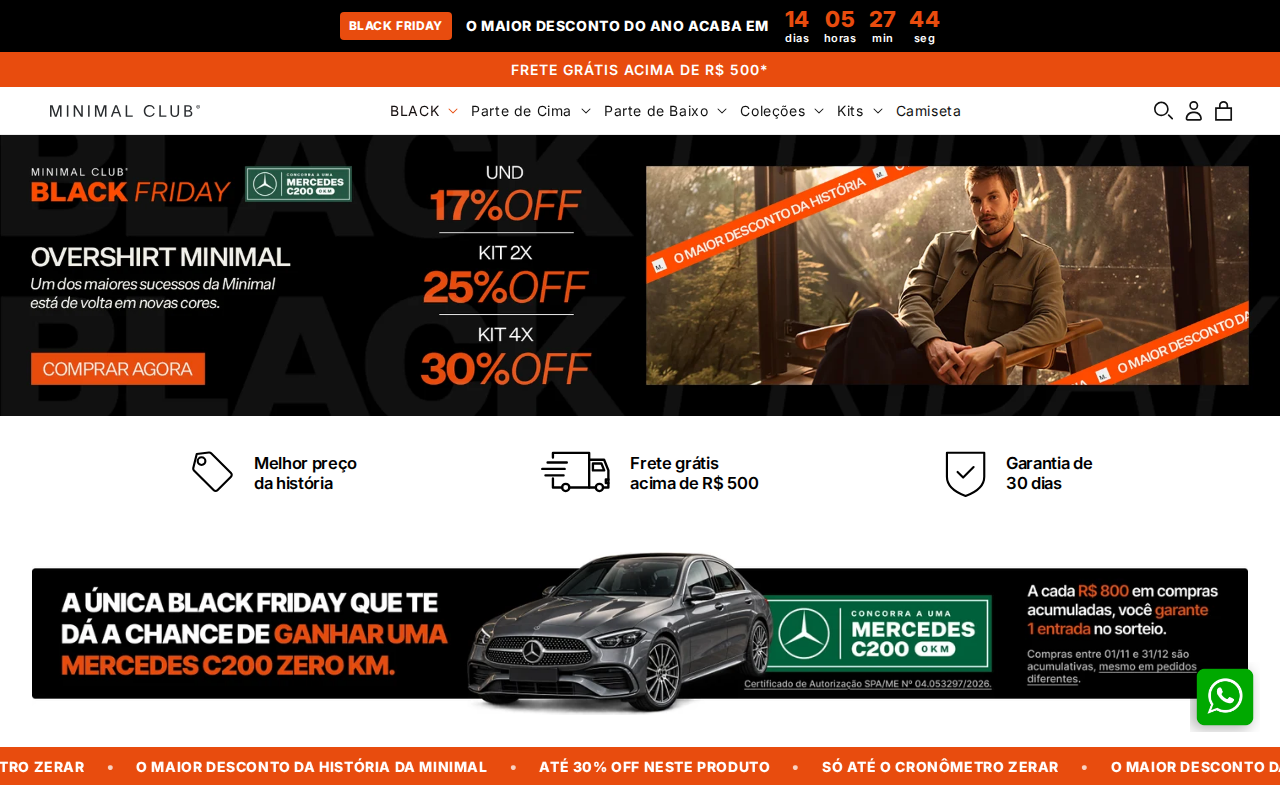 BLACK FRIDAY
O MAIOR DESCONTO DO ANO ACABA EM
14 05 27 44
dias horas min seg
FRETE GRÁTIS ACIMA DE R$ 500*
MINIMAL CLUB®
BLACK Parte de Cima Parte de Baixo Coleções Kits Camiseta
MINIMAL CLUB®
BLACK FRIDAY
CONCORRA A UMA
MERCEDES
C200 0KM
OVERSHIRT MINIMAL
Um dos maiores sucessos da Minimal
está de volta em novas cores.
COMPRAR AGORA
UND
17%OFF
KIT 2X
25%OFF
KIT 4X
30%OFF
M. O MAIOR DESCONTO DA HISTÓRIA M. O
IA M. O MAIOR DESCONTO DA
BLACK FRIDAY
BLACK FRIDAY
Melhor preço
da história
Frete grátis
acima de R$ 500
Garantia de
30 dias
A ÚNICA BLACK FRIDAY QUE TE
DÁ A CHANCE DE GANHAR UMA
MERCEDES C200 ZERO KM.
CONCORRA A UMA
MERCEDES
C200 0KM
Certificado de Autorização SPA/ME Nº 04.053297/2026.
A cada R$ 800 em compras
acumuladas, você garante
1 entrada no sorteio.
Compras entre 01/11 e 31/12 são
acumulativas, mesmo em pedidos
diferentes.
TRO ZERAR • O MAIOR DESCONTO DA HISTÓRIA DA MINIMAL • ATÉ 30% OFF NESTE PRODUTO • SÓ ATÉ O CRONÔMETRO ZERAR • O MAIOR DESCONTO DA